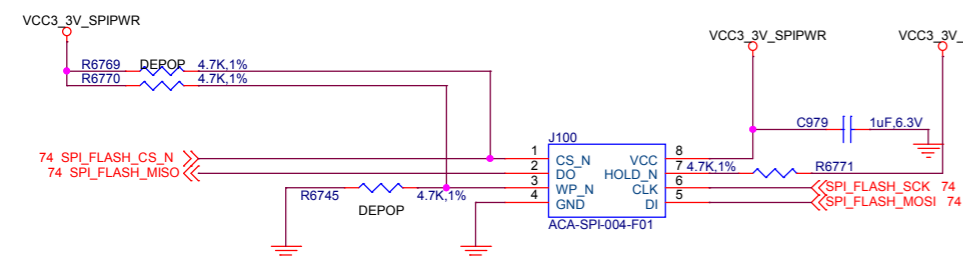 VCC3_3V_SPIPWR
VCC3_3V_SPIPWR
VCC3_3V_
R6769 DEPOP 4.7K,1%
R6770 4.7K,1%
C979 1uF,6.3V
J100
74 SPI_FLASH_CS_N 1 CS_N VCC 8
74 SPI_FLASH_MISO 2 DO HOLD_N 7 4.7K,1% R6771
3 WP_N CLK 6 SPI_FLASH_SCK 74
R6745 4.7K,1% 4 GND DI 5 SPI_FLASH_MOSI 74
DEPOP
ACA-SPI-004-F01